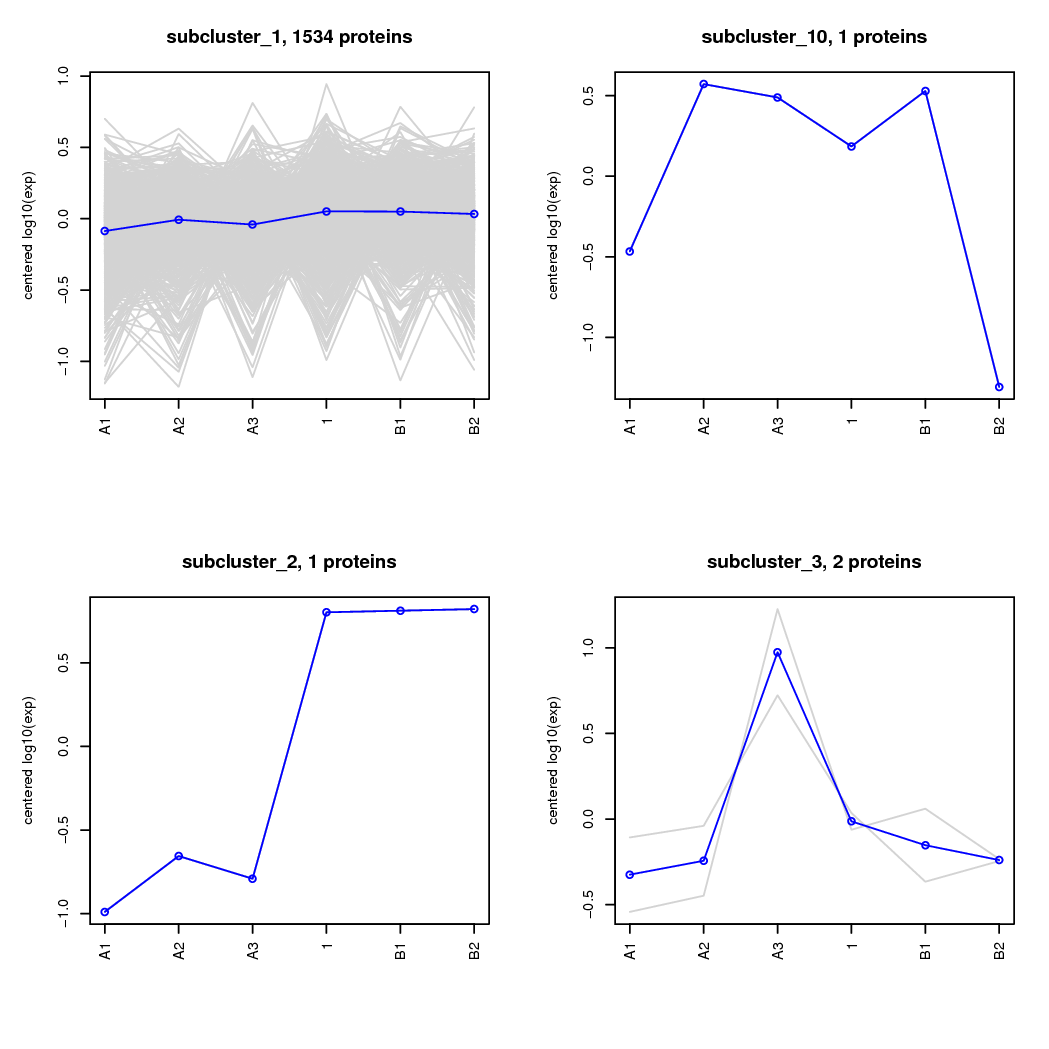 subcluster_1, 1534 proteins
centered log10(exp)
1.0
0.5
0.0
−0.5
−1.0
A1 A2 A3 1 B1 B2
subcluster_10, 1 proteins
centered log10(exp)
0.5
0.0
−0.5
−1.0
A1 A2 A3 1 B1 B2
subcluster_2, 1 proteins
centered log10(exp)
0.5
0.0
−0.5
−1.0
A1 A2 A3 1 B1 B2
subcluster_3, 2 proteins
centered log10(exp)
1.0
0.5
0.0
−0.5
A1 A2 A3 1 B1 B2